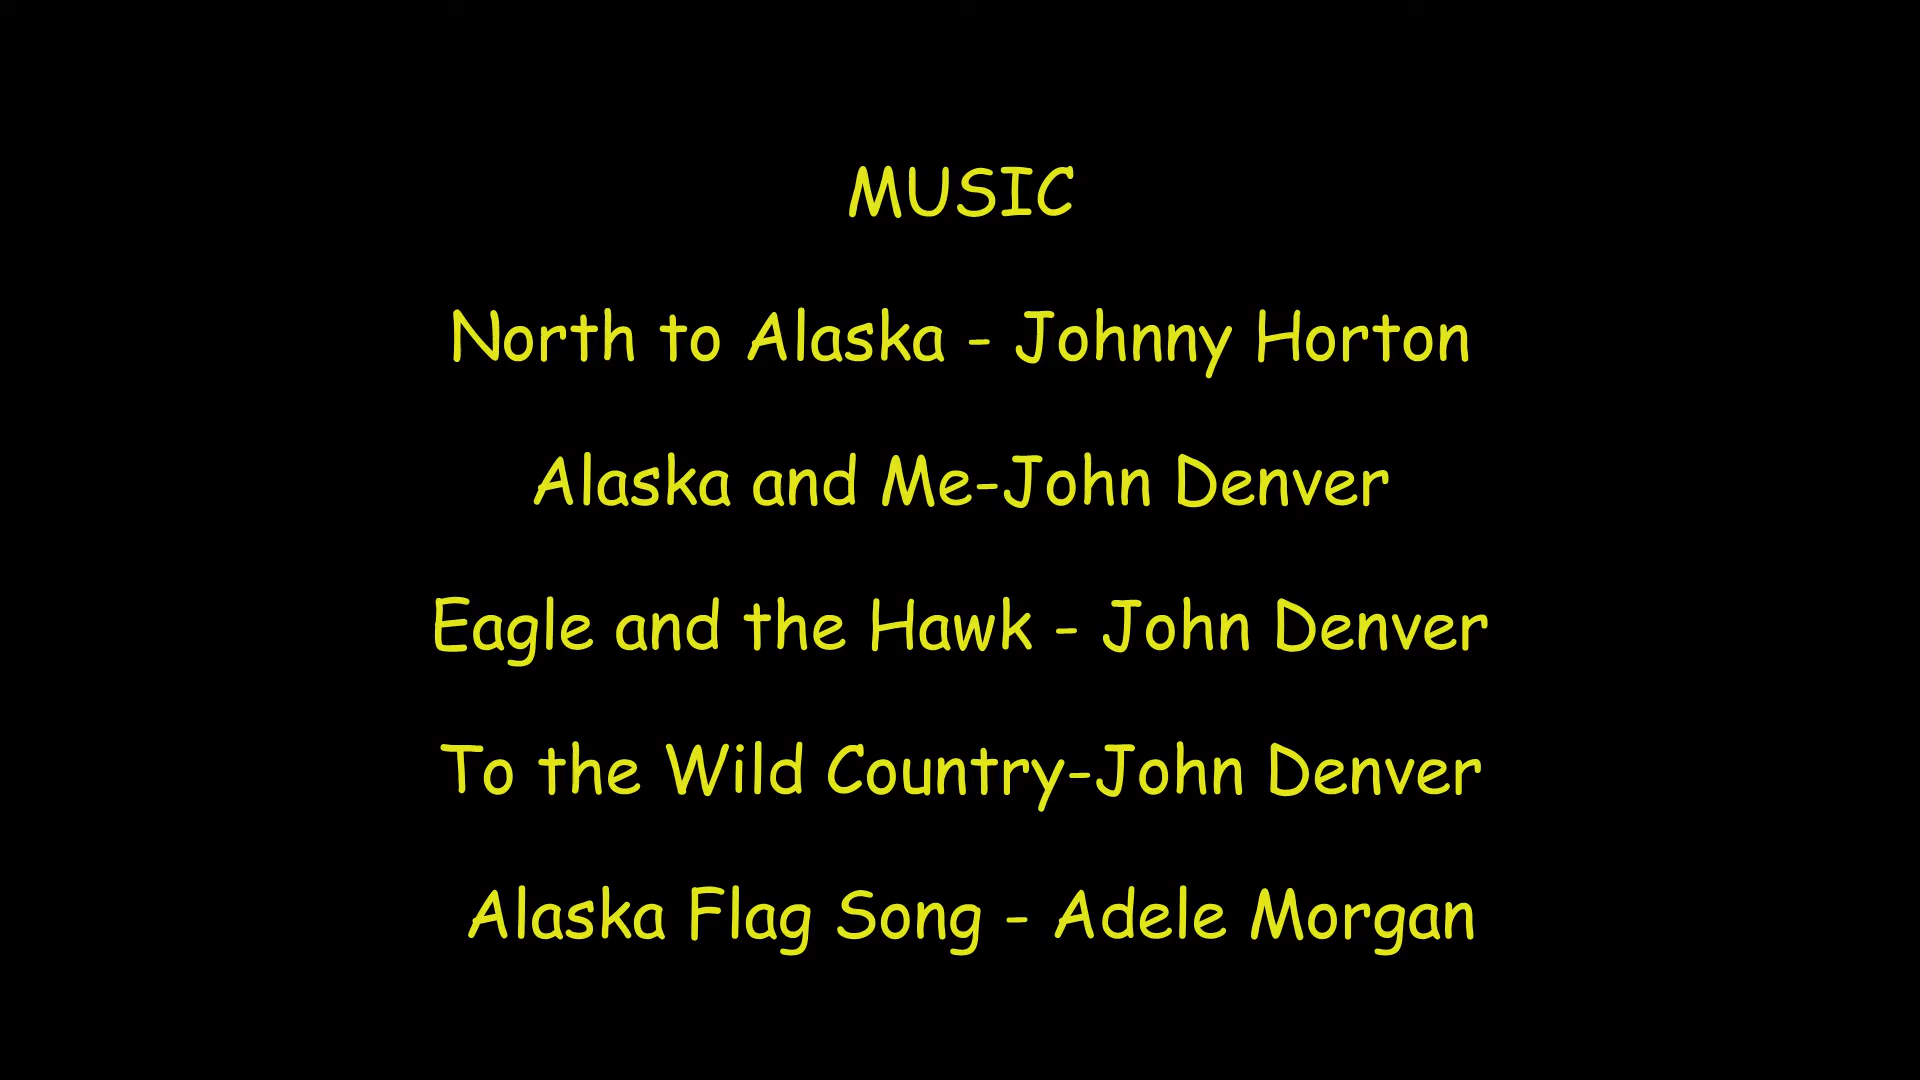 MUSIC
North to Alaska - Johnny Horton
Alaska and Me-John Denver
Eagle and the Hawk - John Denver
To the Wild Country-John Denver
Alaska Flag Song - Adele Morgan